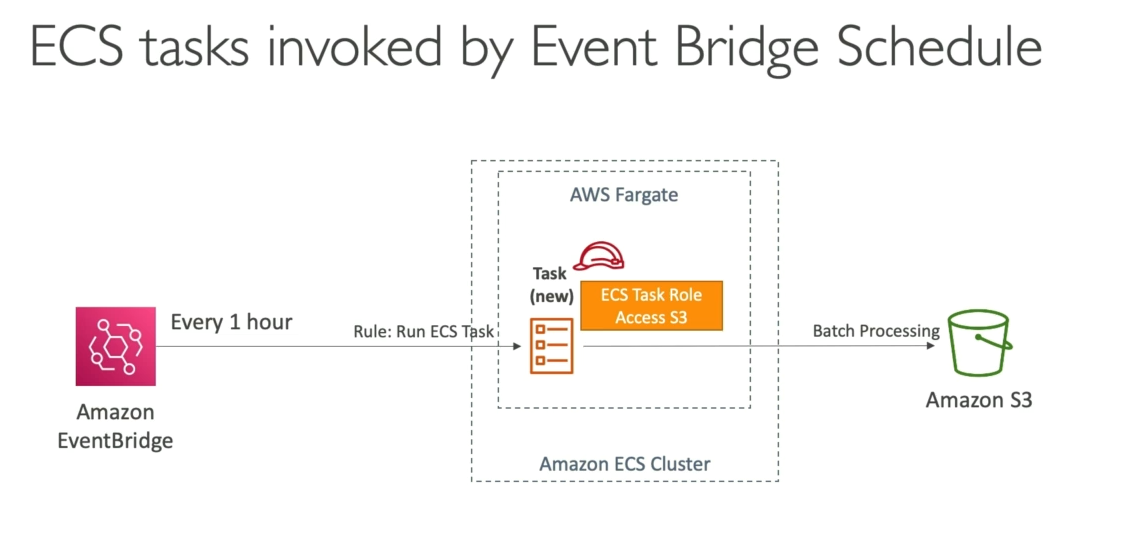 ECS tasks invoked by Event Bridge Schedule
AWS Fargate
Task
(new)
ECS Task Role
Access S3
Every 1 hour
Rule: Run ECS Task
Batch Processing
Amazon
EventBridge
Amazon S3
Amazon ECS Cluster